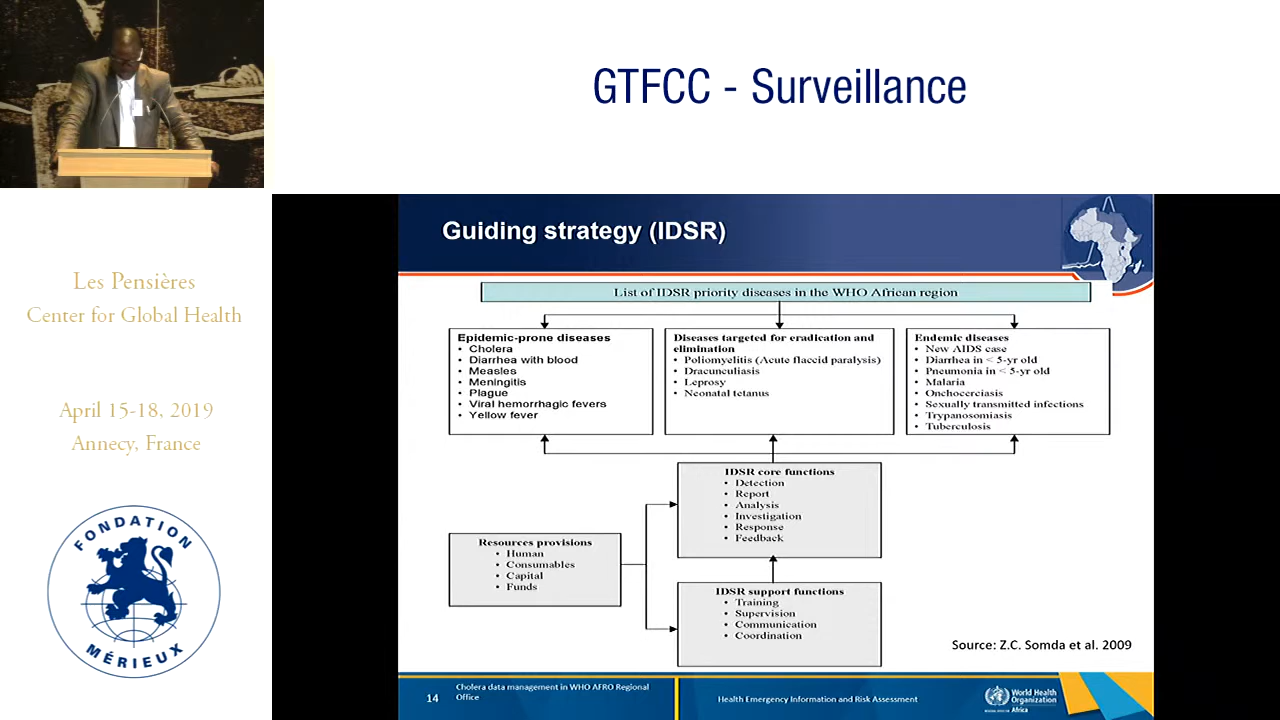 GTFCC - Surveillance
Les Pensières
Center for Global Health
April 15-18, 2019
Annecy, France
FONDATION
MÉRIEUX
Guiding strategy (IDSR)
List of IDSR priority diseases in the WHO African region
Epidemic-prone diseases
• Cholera
• Diarrhea with blood
• Measles
• Meningitis
• Plague
• Viral hemorrhagic fevers
• Yellow fever
Diseases targeted for eradication and
elimination
• Poliomyelitis (Acute flaccid paralysis)
• Dracunculiasis
• Leprosy
• Neonatal tetanus
Endemic diseases
• New AIDS case
• Diarrhea in < 5-yr old
• Pneumonia in < 5-yr old
• Malaria
• Onchocerciasis
• Sexually transmitted infections
• Trypanosomiasis
• Tuberculosis
IDSR core functions
• Detection
• Report
• Analysis
• Investigation
• Response
• Feedback
Resources provisions
• Human
• Consumables
• Capital
• Funds
IDSR support functions
• Training
• Supervision
• Communication
• Coordination
Source: Z.C. Somda et al. 2009
14
Cholera data management in WHO AFRO Regional
Office
Health Emergency Information and Risk Assessment
World Health
Organization
Africa